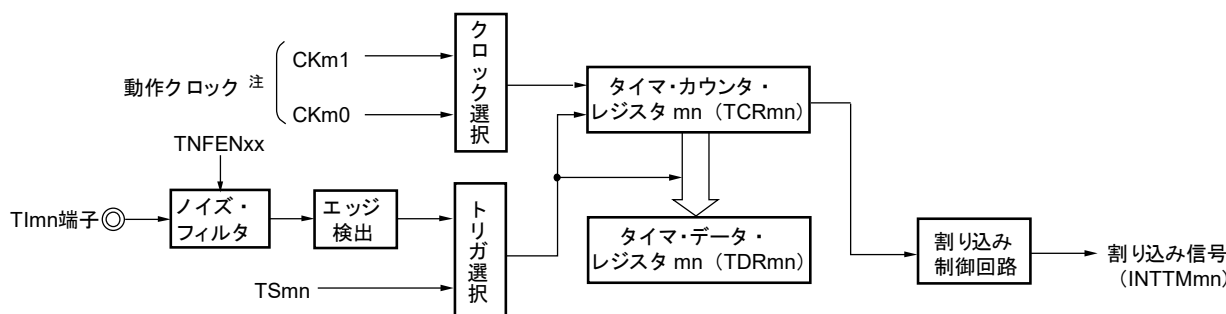 動作クロック 注
CKm1
CKm0
クロック選択
タイマ・カウンタ・
レジスタ mn（TCRmn）
TNFENxx
TImn端子
ノイズ・
フィルタ
エッジ
検出
トリガ選択
TSmn
タイマ・データ・
レジスタ mn（TDRmn）
割り込み
制御回路
割り込み信号
（INTTMmn）